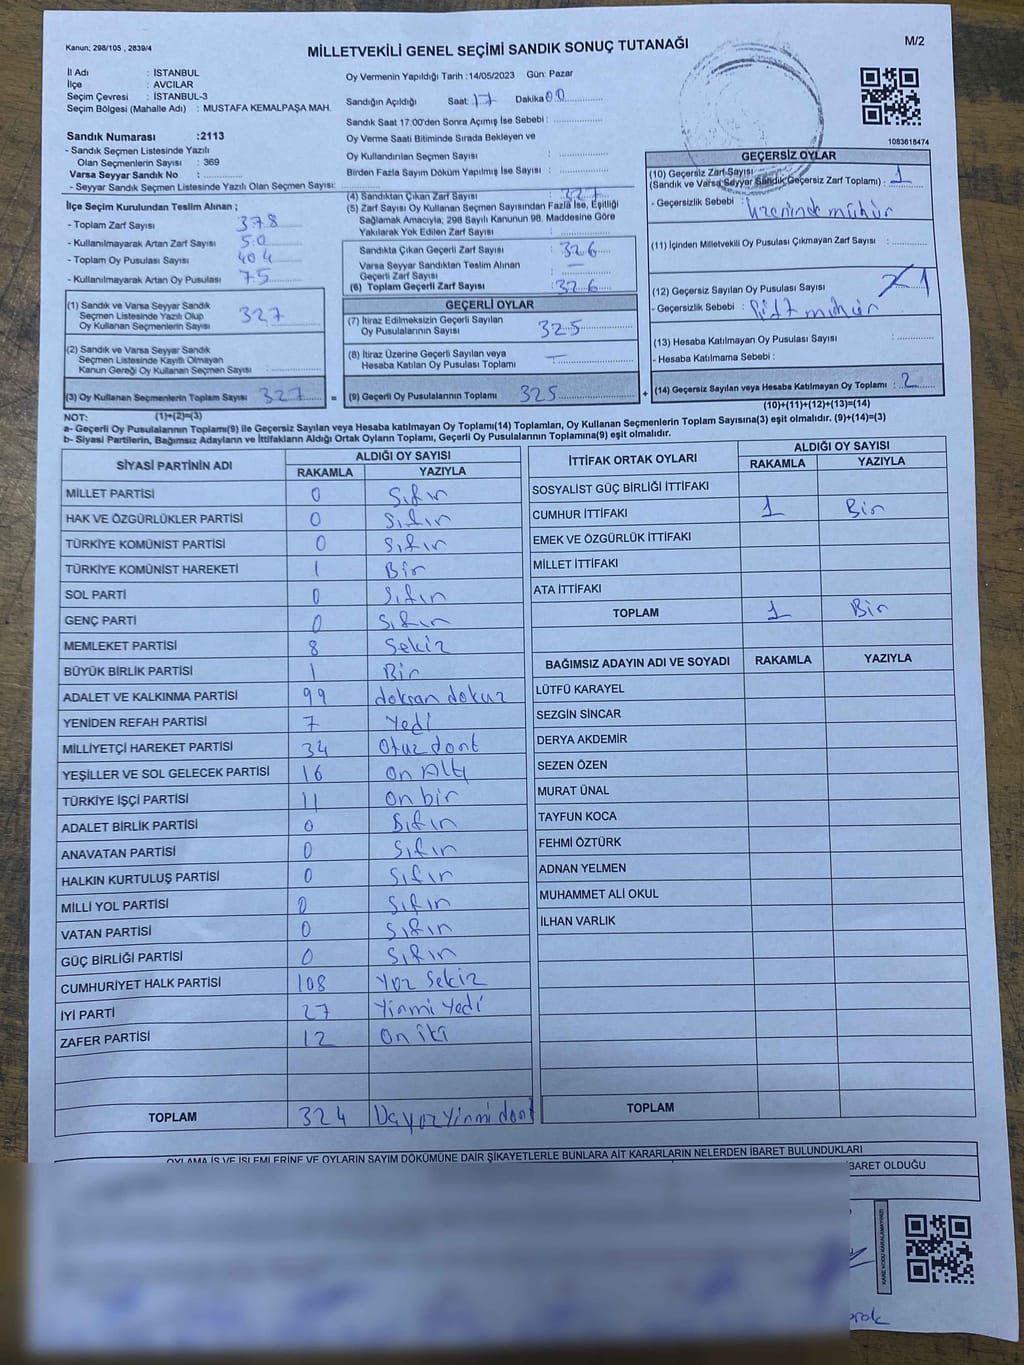 Kanun; 298/105 , 2839/4
MİLLETVEKİLİ GENEL SEÇİMİ SANDIK SONUÇ TUTANAĞI
M/2
İl Adı : İSTANBUL
İlçe : AVCILAR
Seçim Çevresi : İSTANBUL-3
Seçim Bölgesi (Mahalle Adı) : MUSTAFA KEMALPAŞA MAH.
Sandık Numarası :2113
- Sandık Seçmen Listesinde Yazılı
Olan Seçmenlerin Sayısı : 369
Varsa Seyyar Sandık No :
- Seyyar Sandık Seçmen Listesinde Yazılı Olan Seçmen Sayısı:
Oy Vermenin Yapıldığı Tarih :14/05/2023 Gün: Pazar
Sandığın Açıldığı Saat: 17 Dakika 00
Sandık Saat 17:00'den Sonra Açımış İse Sebebi :
Oy Verme Saati Bitiminde Sırada Bekleyen ve
Oy Kullandırılan Seçmen Sayısı :
Birden Fazla Sayım Döküm Yapılmış İse Sayısı :
1083618474
İlçe Seçim Kurulundan Teslim Alınan ;
- Toplam Zarf Sayısı 378
- Kullanılmayarak Artan Zarf Sayısı 50
- Toplam Oy Pusulası Sayısı 404
- Kullanılmayarak Artan Oy Pusulası 75
(1) Sandık ve Varsa Seyyar Sandık
Seçmen Listesinde Yazılı Olup
Oy Kullanan Seçmenlerin Sayısı 327
(2) Sandık ve Varsa Seyyar Sandık
Seçmen Listesinde Kayıtlı Olmayan
Kanun Gereği Oy Kullanan Seçmen Sayısı :
(3) Oy Kullanan Seçmenlerin Toplam Sayısı 327 =
(4) Sandıktan Çıkan Zarf Sayısı : 327
(5) Zarf Sayısı Oy Kullanan Seçmen Sayısından Fazla İse, Eşitliği
Sağlamak Amacıyla, 298 Sayılı Kanunun 98. Maddesine Göre
Yakılarak Yok Edilen Zarf Sayısı :
Sandıkta Çıkan Geçerli Zarf Sayısı : 326
Varsa Seyyar Sandıktan Teslim Alınan
Geçerli Zarf Sayısı : —
(6) Toplam Geçerli Zarf Sayısı : 326
GEÇERLİ OYLAR
(7) İtiraz Edilmeksizin Geçerli Sayılan
Oy Pusulalarının Sayısı : 325
(8) İtiraz Üzerine Geçerli Sayılan veya
Hesaba Katılan Oy Pusulası Toplamı : —
(9) Geçerli Oy Pusulalarının Toplamı 325 +
GEÇERSİZ OYLAR
(10) Geçersiz Zarf Sayısı
(Sandık ve Varsa Seyyar Sandık Geçersiz Zarf Toplamı) : 1
- Geçersizlik Sebebi : Üzerinde mühür
(11) İçinden Milletvekili Oy Pusulası Çıkmayan Zarf Sayısı :
(12) Geçersiz Sayılan Oy Pusulası Sayısı 1
- Geçersizlik Sebebi : Çift mühür
(13) Hesaba Katılmayan Oy Pusulası Sayısı :
- Hesaba Katılmama Sebebi :
(14) Geçersiz Sayılan veya Hesaba Katılmayan Oy Toplamı : 2
NOT: (1)+(2)=(3)
(10)+(11)+(12)+(13)=(14)
a- Geçerli Oy Pusulalarının Toplamı(9) ile Geçersiz Sayılan veya Hesaba katılmayan Oy Toplamı(14) Toplamları, Oy Kullanan Seçmenlerin Toplam Sayısına(3) eşit olmalıdır. (9)+(14)=(3)
b- Siyasi Partilerin, Bağımsız Adayların ve İttifakların Aldığı Ortak Oyların Toplamı, Geçerli Oy Pusulalarının Toplamına(9) eşit olmalıdır.
SİYASİ PARTİNİN ADI ALDIĞI OY SAYISI
RAKAMLA YAZIYLA
MİLLET PARTİSİ 0 Sıfır
HAK VE ÖZGÜRLÜKLER PARTİSİ 0 Sıfır
TÜRKİYE KOMÜNİST PARTİSİ 0 Sıfır
TÜRKİYE KOMÜNİST HAREKETİ 1 Bir
SOL PARTİ 0 Sıfır
GENÇ PARTİ 0 Sıfır
MEMLEKET PARTİSİ 8 Sekiz
BÜYÜK BİRLİK PARTİSİ 1 Bir
ADALET VE KALKINMA PARTİSİ 99 doksan dokuz
YENİDEN REFAH PARTİSİ 7 Yedi
MİLLİYETÇİ HAREKET PARTİSİ 34 Otuz dört
YEŞİLLER VE SOL GELECEK PARTİSİ 16 On Altı
TÜRKİYE İŞÇİ PARTİSİ 11 On bir
ADALET BİRLİK PARTİSİ 0 Sıfır
ANAVATAN PARTİSİ 0 Sıfır
HALKIN KURTULUŞ PARTİSİ 0 Sıfır
MİLLİ YOL PARTİSİ 0 Sıfır
VATAN PARTİSİ 0 Sıfır
GÜÇ BİRLİĞİ PARTİSİ 0 Sıfır
CUMHURİYET HALK PARTİSİ 108 Yüz Sekiz
İYİ PARTİ 27 Yirmi Yedi
ZAFER PARTİSİ 12 On iki
TOPLAM 324 Üç yüz Yirmi dört
İTTİFAK ORTAK OYLARI ALDIĞI OY SAYISI
RAKAMLA YAZIYLA
SOSYALİST GÜÇ BİRLİĞİ İTTİFAKI
CUMHUR İTTİFAKI 1 Bir
EMEK VE ÖZGÜRLÜK İTTİFAKI
MİLLET İTTİFAKI
ATA İTTİFAKI
TOPLAM 1 Bir
BAĞIMSIZ ADAYIN ADI VE SOYADI RAKAMLA YAZIYLA
LÜTFÜ KARAYEL
SEZGİN SİNCAR
DERYA AKDEMİR
SEZEN ÖZEN
MURAT ÜNAL
TAYFUN KOCA
FEHMİ ÖZTÜRK
ADNAN YELMEN
MUHAMMET ALİ OKUL
İLHAN VARLIK
TOPLAM
OYLAMA İŞ VE İŞLEMLERİNE VE OYLARIN SAYIM DÖKÜMÜNE DAİR ŞİKAYETLERLE BUNLARA AİT KARARLARIN NELERDEN İBARET BULUNDUKLARI
İBARET OLDUĞU
KARE KODU KARALAMAYINIZ!